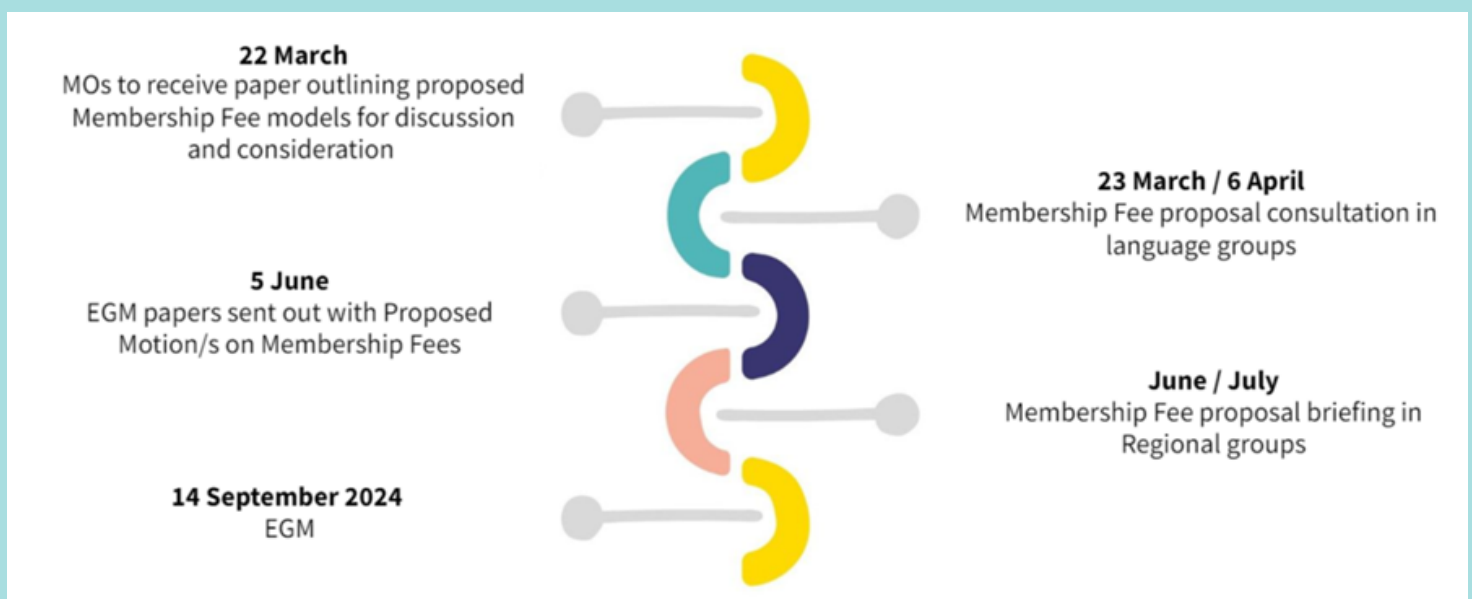 22 March
MOs to receive paper outlining proposed
Membership Fee models for discussion
and consideration
23 March / 6 April
Membership Fee proposal consultation in
language groups
5 June
EGM papers sent out with Proposed
Motion/s on Membership Fees
June / July
Membership Fee proposal briefing in
Regional groups
14 September 2024
EGM